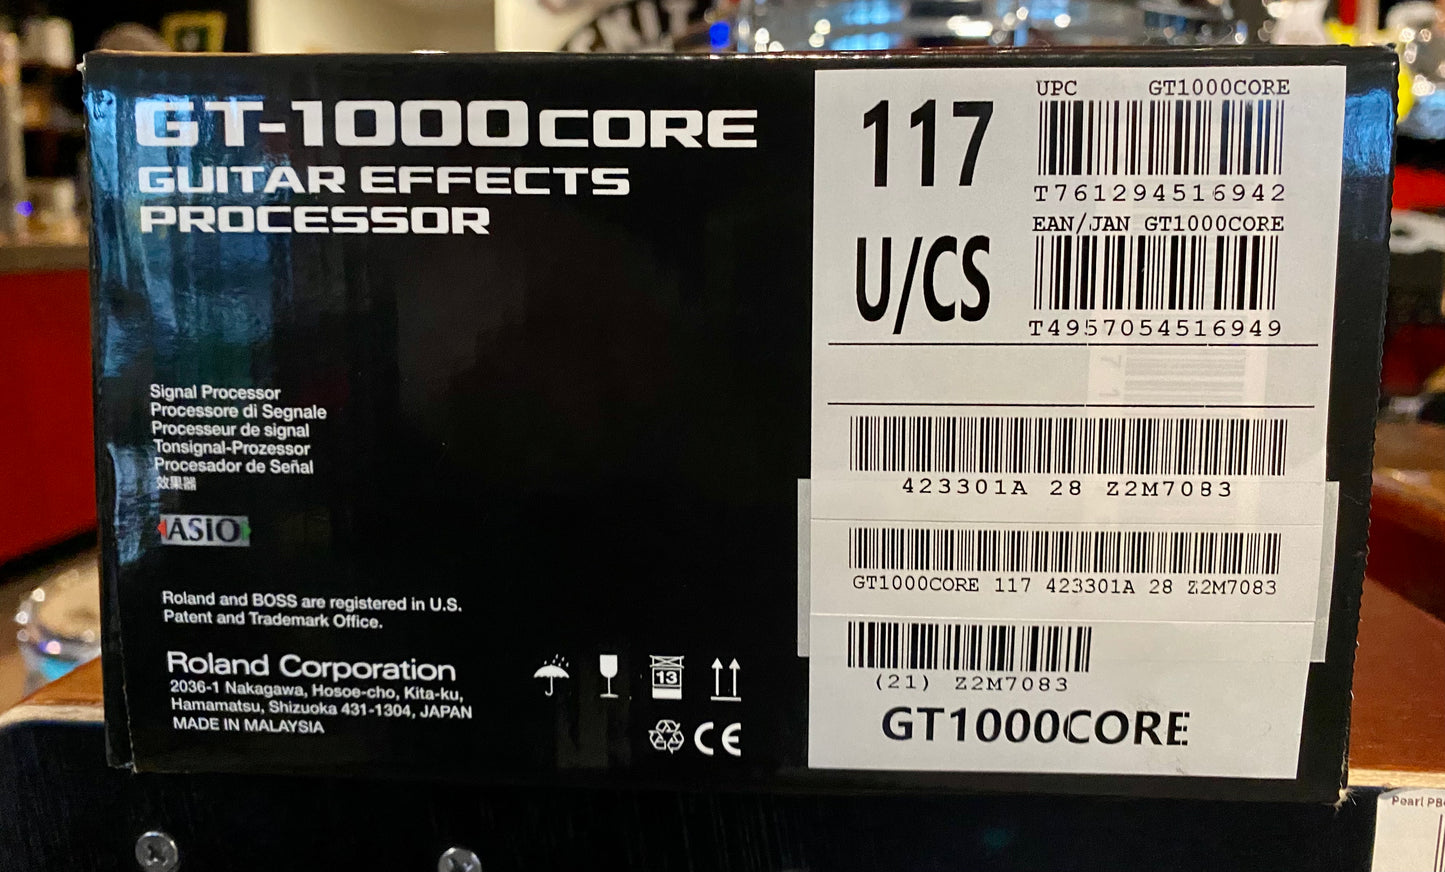 GT-1000CORE
GUITAR EFFECTS
PROCESSOR
Signal Processor
Processore di Segnale
Processeur de signal
Tonsignal-Prozessor
Procesador de Señal
效果器
ASIO
Roland and BOSS are registered in U.S.
Patent and Trademark Office.
Roland Corporation
2036-1 Nakagawa, Hosoe-cho, Kita-ku,
Hamamatsu, Shizuoka 431-1304, JAPAN
MADE IN MALAYSIA
13
CE
117
U/CS
UPC GT1000CORE
T761294516942
EAN/JAN GT1000CORE
T4957054516949
423301A 28 Z2M7083
GT1000CORE 117 423301A 28 Z2M7083
(21) Z2M7083
GT1000CORE